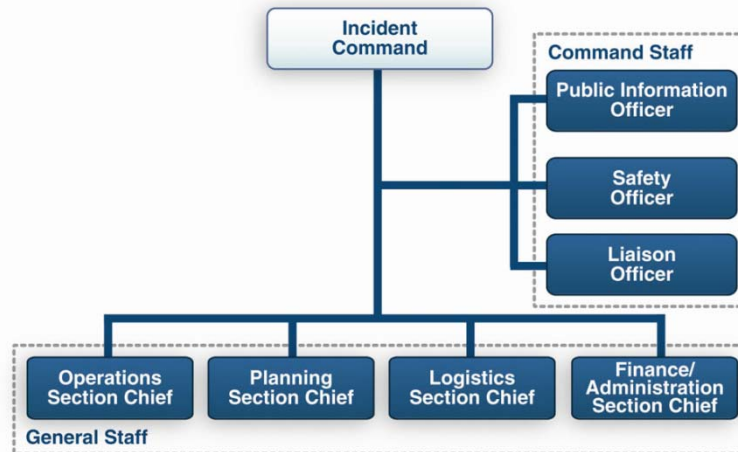 Incident
Command
Command Staff
Public Information
Officer
Safety
Officer
Liaison
Officer
Operations
Section Chief
Planning
Section Chief
Logistics
Section Chief
Finance/
Administration
Section Chief
General Staff